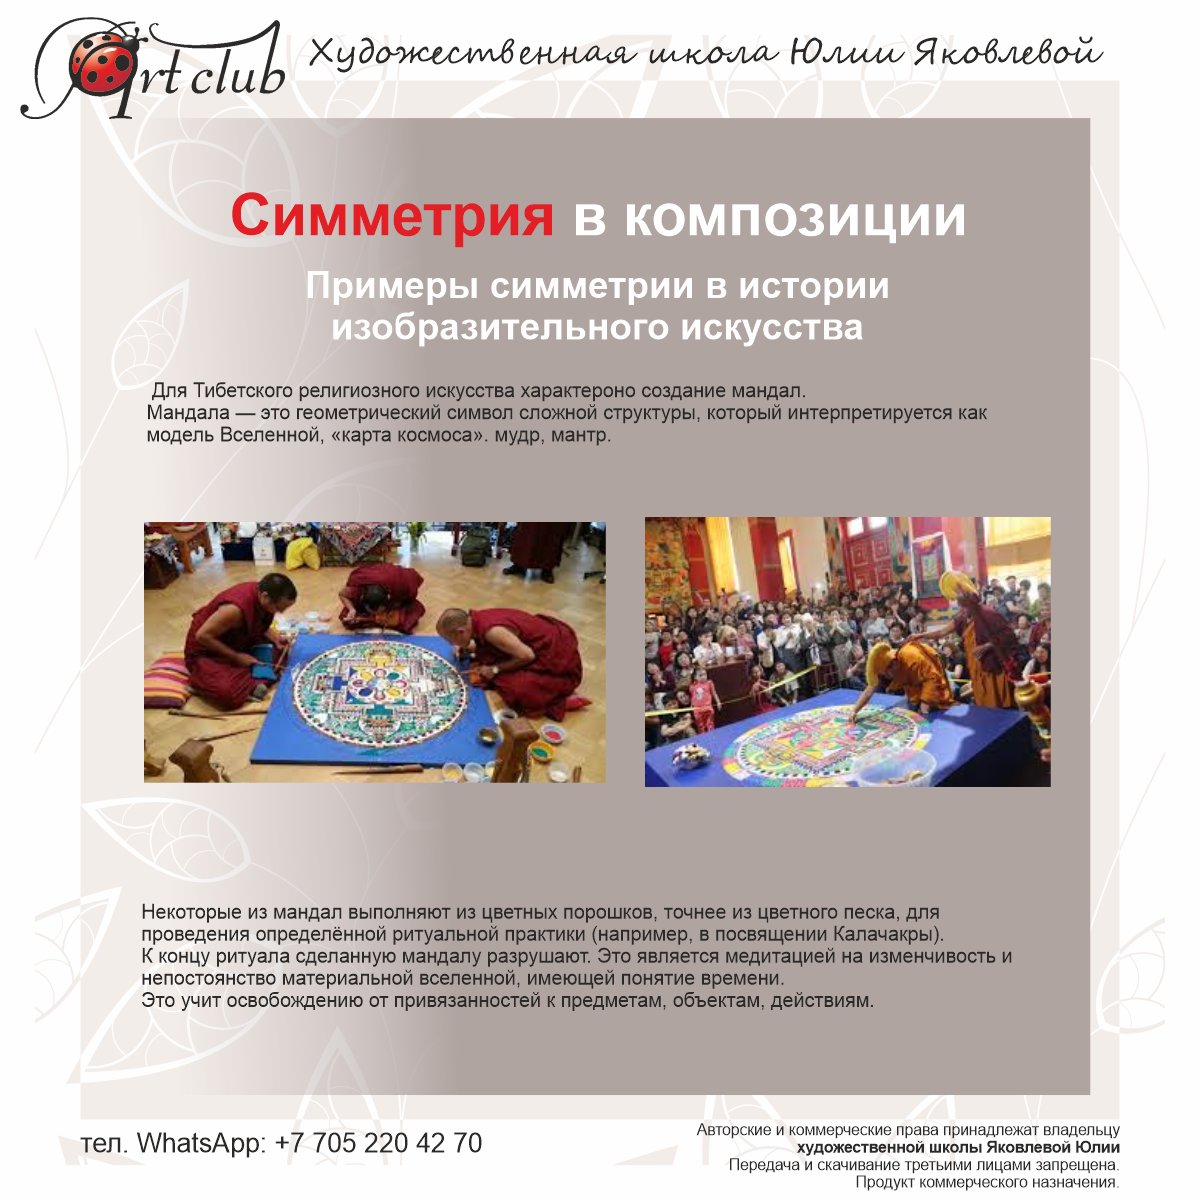 Art club
Художественная школа Юлии Яковлевой
Симметрия в композиции
Примеры симметрии в истории
изобразительного искусства
Для Тибетского религиозного искусства характероно создание мандал.
Мандала — это геометрический символ сложной структуры, который интерпретируется как
модель Вселенной, «карта космоса». мудр, мантр.
Некоторые из мандал выполняют из цветных порошков, точнее из цветного песка, для
проведения определённой ритуальной практики (например, в посвящении Калачакры).
К концу ритуала сделанную мандалу разрушают. Это является медитацией на изменчивость и
непостоянство материальной вселенной, имеющей понятие времени.
Это учит освобождению от привязанностей к предметам, объектам, действиям.
тел. WhatsApp: +7 705 220 42 70
Авторские и коммерческие права принадлежат владельцу
художественной школы Яковлевой Юлии
Передача и скачивание третьими лицами запрещена.
Продукт коммерческого назначения.